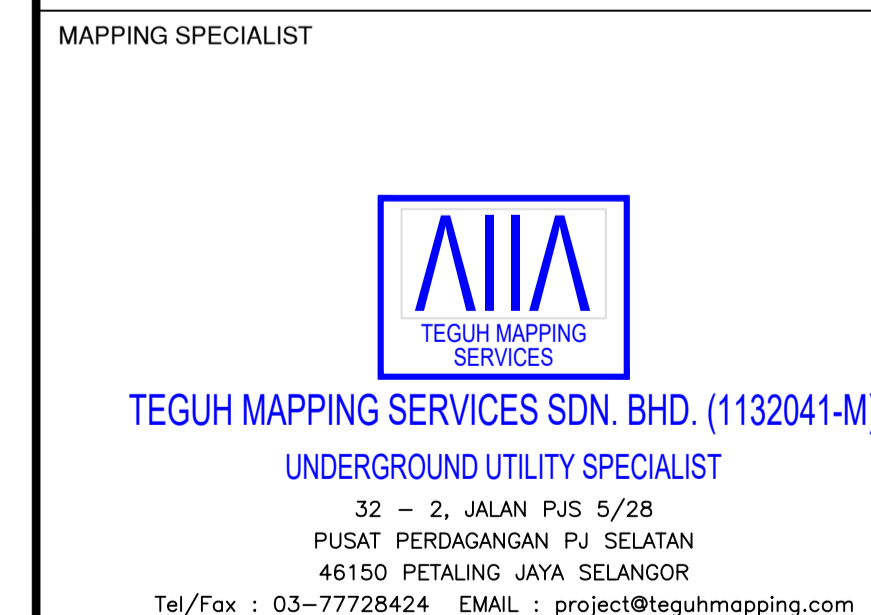 MAPPING SPECIALIST
TEGUH MAPPING
SERVICES
TEGUH MAPPING SERVICES SDN. BHD. (1132041-M)
UNDERGROUND UTILITY SPECIALIST
32 - 2, JALAN PJS 5/28
PUSAT PERDAGANGAN PJ SELATAN
46150 PETALING JAYA SELANGOR
Tel/Fax : 03-77728424 EMAIL : project@teguhmapping.com